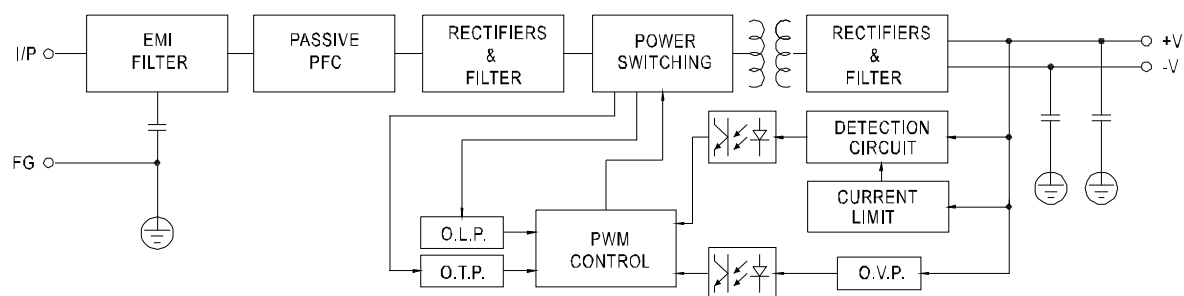 I/P
EMI
FILTER
PASSIVE
PFC
RECTIFIERS
&
FILTER
POWER
SWITCHING
RECTIFIERS
&
FILTER
+V
-V
FG
DETECTION
CIRCUIT
CURRENT
LIMIT
O.L.P.
O.T.P.
PWM
CONTROL
O.V.P.